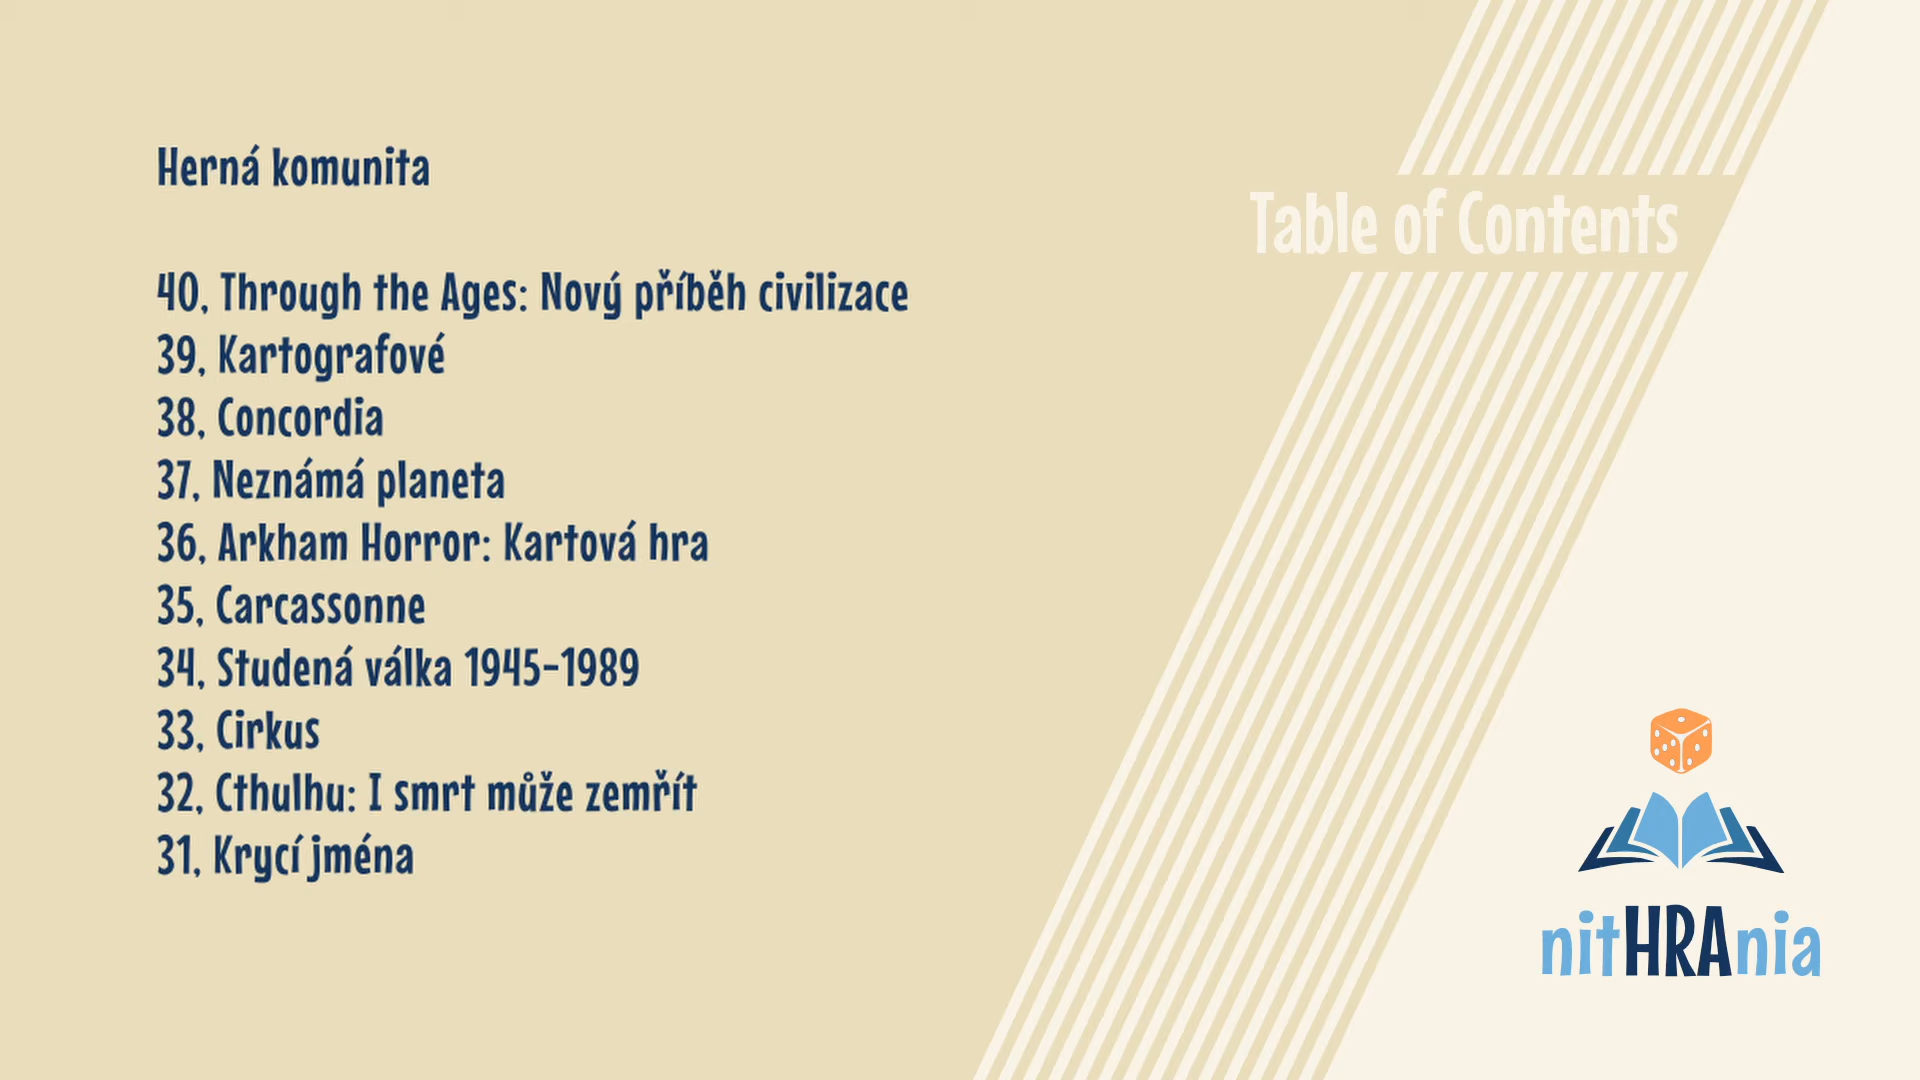 Herná komunita
40, Through the Ages: Nový příběh civilizace
39, Kartografové
38, Concordia
37, Neznámá planeta
36, Arkham Horror: Kartová hra
35, Carcassonne
34, Studená válka 1945-1989
33, Cirkus
32, Cthulhu: I smrt může zemřít
31, Krycí jména
Table of Contents
nitHRAnia